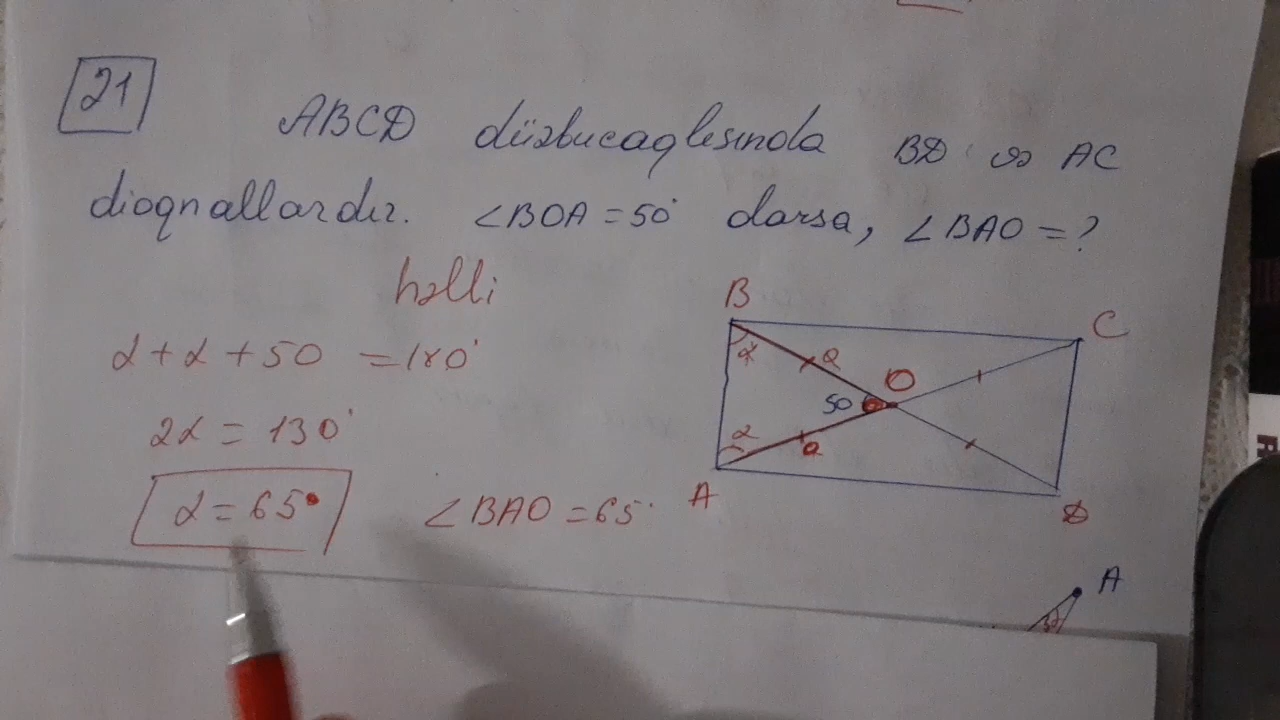 21
ABCD düzbucaqlısında BD və AC
dioqnallardır. ∠BOA = 50° olarsa, ∠BAO = ?
həlli
α + α + 50 = 180°
2α = 130°
α = 65°
∠BAO = 65°
B
C
α
a
O
50
α
a
A
D
A